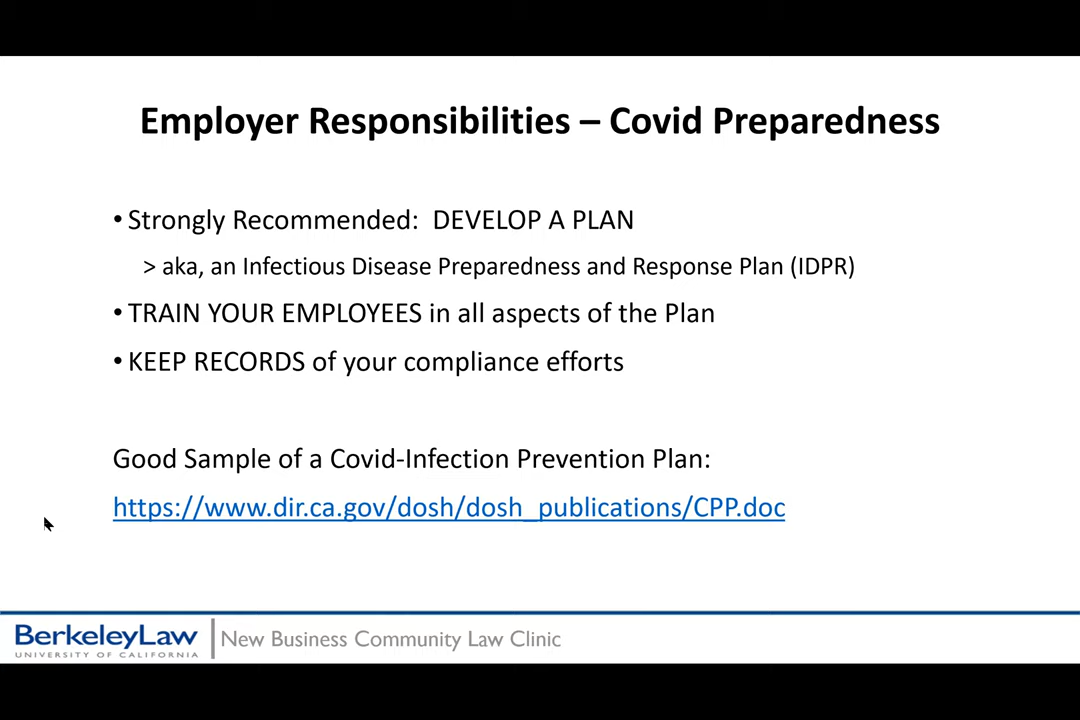 Employer Responsibilities – Covid Preparedness
• Strongly Recommended:  DEVELOP A PLAN
> aka, an Infectious Disease Preparedness and Response Plan (IDPR)
• TRAIN YOUR EMPLOYEES in all aspects of the Plan
• KEEP RECORDS of your compliance efforts
Good Sample of a Covid-Infection Prevention Plan:
https://www.dir.ca.gov/dosh/dosh_publications/CPP.doc
BerkeleyLaw
UNIVERSITY OF CALIFORNIA
New Business Community Law Clinic